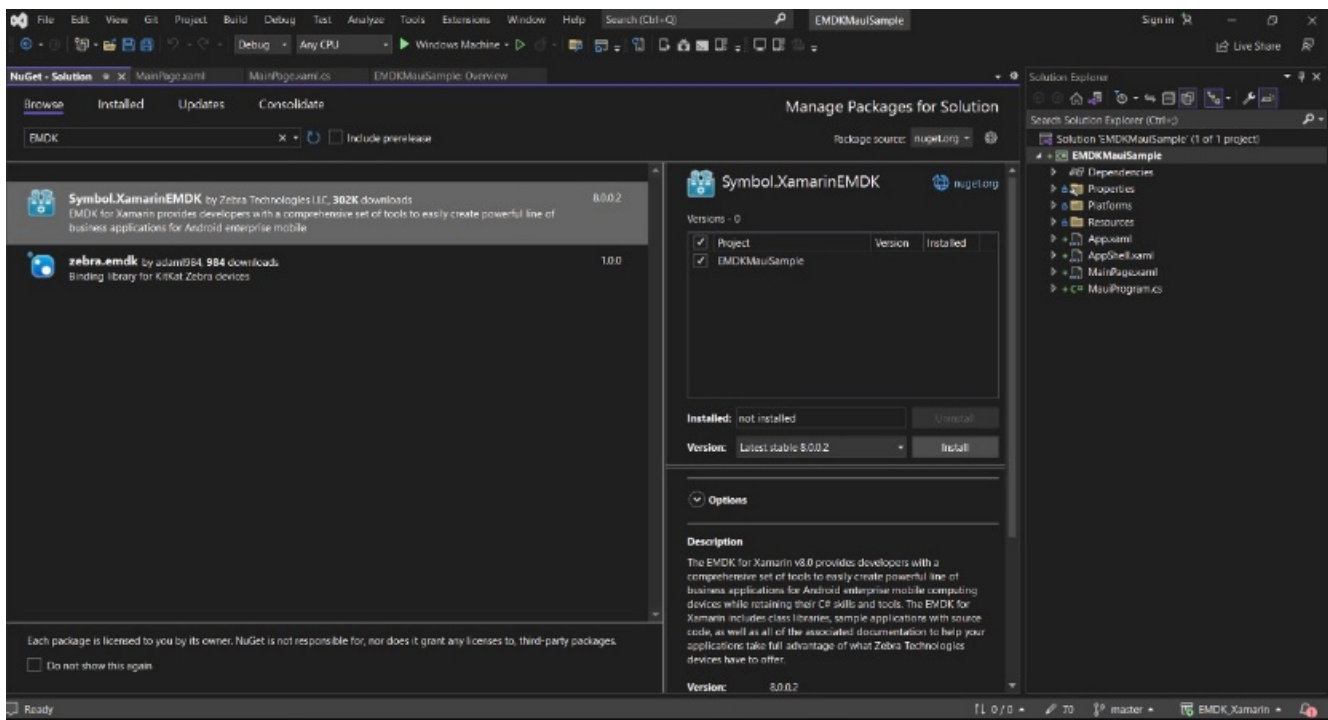 File Edit View Git Project Build Debug Test Analyze Tools Extensions Window Help Search (Ctrl+Q) EMDKMauiSample Sign in
Debug Any CPU Windows Machine Live Share
NuGet - Solution MainPage.xaml MainPage.xaml.cs EMDKMauiSample: Overview
Browse Installed Updates Consolidate
Manage Packages for Solution
EMDK Include prerelease
Package source: nuget.org
Symbol.XamarinEMDK by Zebra Technologies LLC, 302K downloads 8.0.0.2
EMDK for Xamarin provides developers with a comprehensive set of tools to easily create powerful line of
business applications for Android enterprise mobile
zebra.emdk by adaml984, 984 downloads 1.0.0
Binding library for KitKat Zebra devices
Each package is licensed to you by its owner. NuGet is not responsible for, nor does it grant any licenses to, third-party packages.
Do not show this again
Symbol.XamarinEMDK nuget.org
Versions - 0
Project Version Installed
EMDKMauiSample
Installed: not installed Uninstall
Version: Latest stable 8.0.0.2 Install
Options
Description
The EMDK for Xamarin v8.0 provides developers with a
comprehensive set of tools to easily create powerful line of
business applications for Android enterprise mobile computing
devices while retaining their C# skills and tools. The EMDK for
Xamarin includes class libraries, sample applications with source
code, as well as all of the associated documentation to help your
applications take full advantage of what Zebra Technologies
devices have to offer.
Version: 8.0.0.2
Solution Explorer
Search Solution Explorer (Ctrl+;)
Solution 'EMDKMauiSample' (1 of 1 project)
EMDKMauiSample
Dependencies
Properties
Platforms
Resources
App.xaml
AppShell.xaml
MainPage.xaml
C# MauiProgram.cs
Ready 0 / 0 70 master EMDK_Xamarin